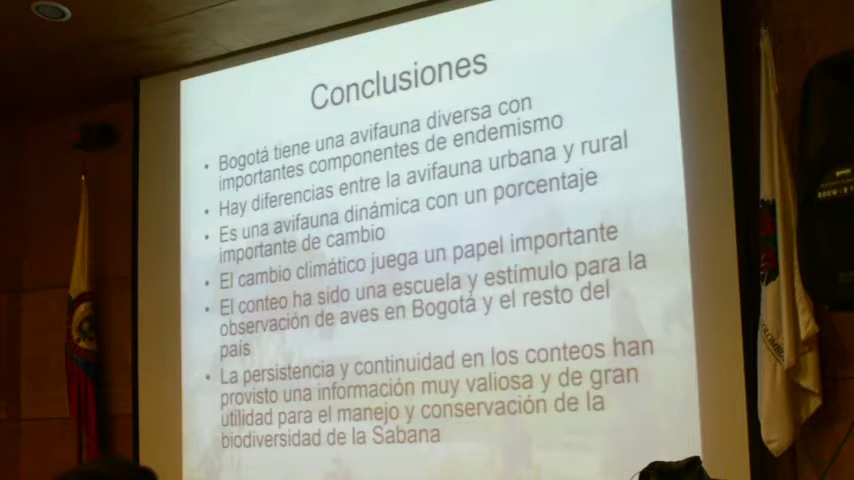 Conclusiones
• Bogotá tiene una avifauna diversa con
importantes componentes de endemismo
• Hay diferencias entre la avifauna urbana y rural
• Es una avifauna dinámica con un porcentaje
importante de cambio
• El cambio climático juega un papel importante
• El conteo ha sido una escuela y estímulo para la
observación de aves en Bogotá y el resto del
país
• La persistencia y continuidad en los conteos han
provisto una información muy valiosa y de gran
utilidad para el manejo y conservación de la
biodiversidad de la Sabana